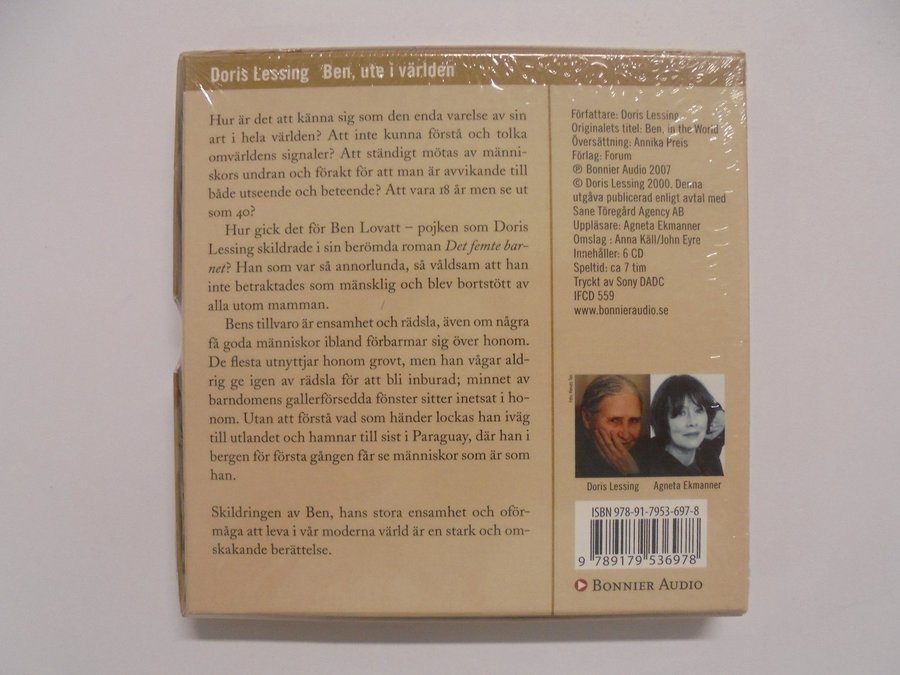 Doris Lessing Ben, ute i världen
Hur är det att känna sig som den enda varelse av sin
art i hela världen? Att inte kunna förstå och tolka
omvärldens signaler? Att ständigt mötas av männi-
skors undran och förakt för att man är avvikande till
både utseende och beteende? Att vara 18 år men se ut
som 40?
Hur gick det för Ben Lovatt – pojken som Doris
Lessing skildrade i sin berömda roman Det femte bar-
net? Han som var så annorlunda, så våldsam att han
inte betraktades som mänsklig och blev bortstött av
alla utom mamman.
Bens tillvaro är ensamhet och rädsla, även om några
få goda människor ibland förbarmar sig över honom.
De flesta utnyttjar honom grovt, men han vågar ald-
rig ge igen av rädsla för att bli inburad; minnet av
barndomens gallerförsedda fönster sitter inetsat i ho-
nom. Utan att förstå vad som händer lockas han iväg
till utlandet och hamnar till sist i Paraguay, där han i
bergen för första gången får se människor som är som
han.
Skildringen av Ben, hans stora ensamhet och oför-
måga att leva i vår moderna värld är en stark och om-
skakande berättelse.
Författare: Doris Lessing
Originalets titel: Ben, in the World
Översättning: Annika Preis
Förlag: Forum
℗ Bonnier Audio 2007
© Doris Lessing 2000. Denna
utgåva publicerad enligt avtal med
Sane Töregård Agency AB
Uppläsare: Agneta Ekmanner
Omslag : Anna Käll/John Eyre
Innehåller: 6 CD
Speltid: ca 7 tim
Tryckt av Sony DADC
IFCD 559
www.bonnieraudio.se
Doris Lessing Agneta Ekmanner
ISBN 978-91-7953-697-8
9 789179 536978
BONNIER AUDIO